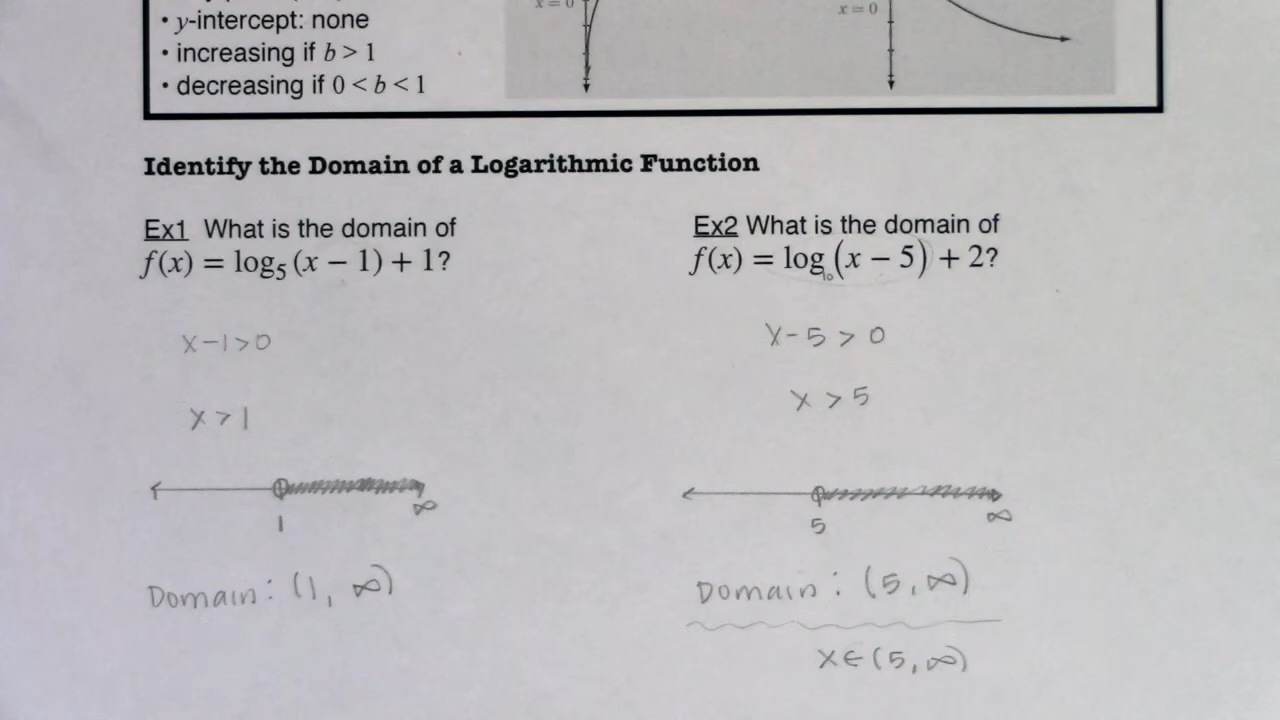 x = 0
x = 0
• y-intercept: none
• increasing if b > 1
• decreasing if 0 < b < 1
Identify the Domain of a Logarithmic Function
Ex1 What is the domain of
f(x) = log₅ (x − 1) + 1?
x-1>0
x > 1
1 ∞
Domain: (1, ∞)
Ex2 What is the domain of
f(x) = log₁₀(x − 5) + 2?
x-5 > 0
x > 5
5 ∞
Domain: (5, ∞)
x∈(5, ∞)